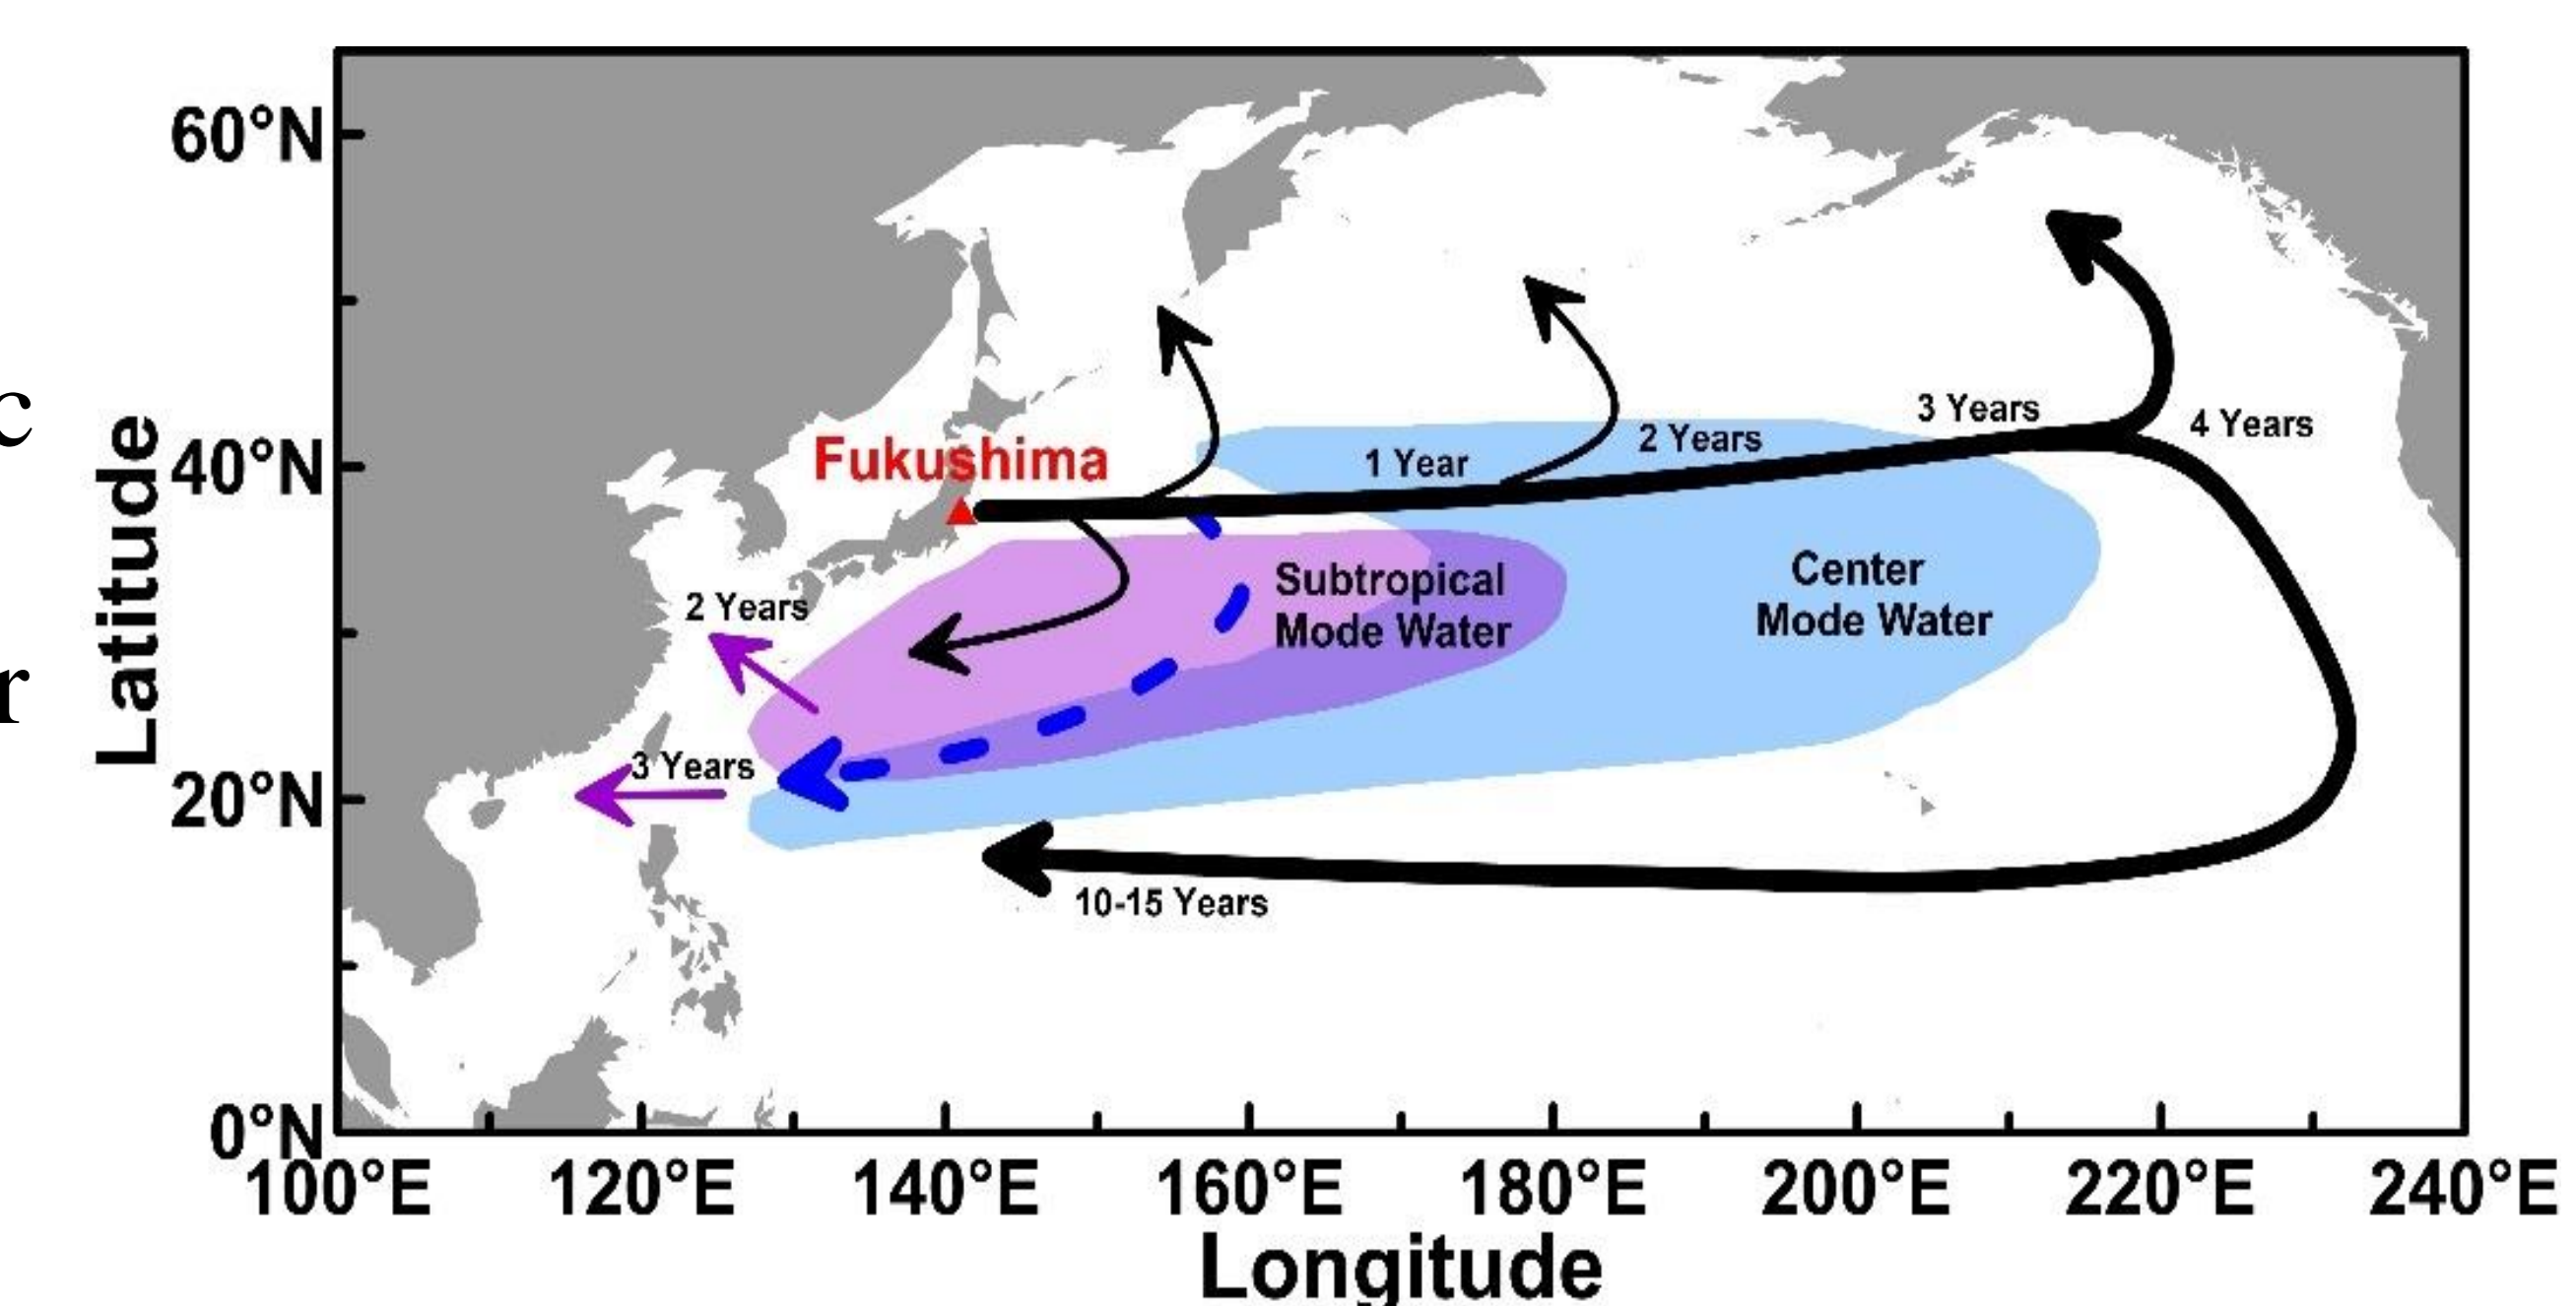 60°N
c
40°N
Latitude
r
20°N
0°N
Fukushima
1 Year
2 Years
3 Years
4 Years
Subtropical
Mode Water
Center
Mode Water
2 Years
3 Years
10-15 Years
100°E 120°E 140°E 160°E 180°E 200°E 220°E 240°E
Longitude